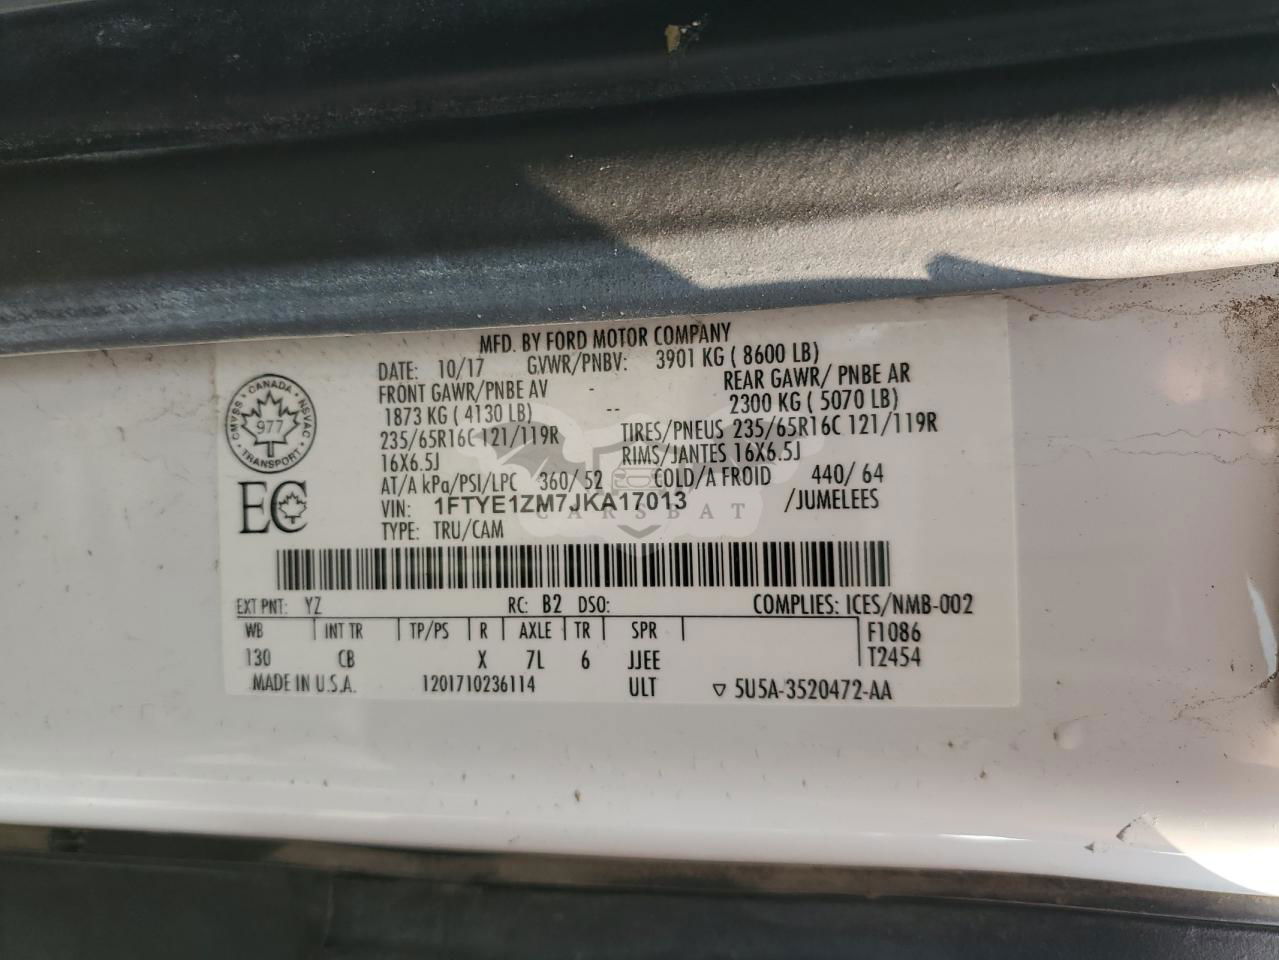 MFD. BY FORD MOTOR COMPANY
DATE: 10/17 G.VWR/PNBV: 3901 KG ( 8600 LB)
FRONT GAWR/PNBE AV - REAR GAWR/ PNBE AR
1873 KG ( 4130 LB) -- 2300 KG ( 5070 LB)
235/65R16C 121/119R TIRES/PNEUS 235/65R16C 121/119R
16X6.5J RIMS/JANTES 16X6.5J
AT/A kPa/PSI/LPC 360/ 52 COLD/A FROID 440/ 64
VIN: 1FTYE1ZM7JKA17013 /JUMELEES
TYPE: TRU/CAM
CANADA
CMVSS NSVAC
977
TRANSPORT
EC
CARSBAT
EXT PNT: YZ RC: B2 DSO: COMPLIES: ICES/NMB-002
WB INT TR TP/PS R AXLE TR SPR F1086
130 CB X 7L 6 JJEE T2454
MADE IN U.S.A. 1201710236114 ULT ▽ 5U5A-3520472-AA